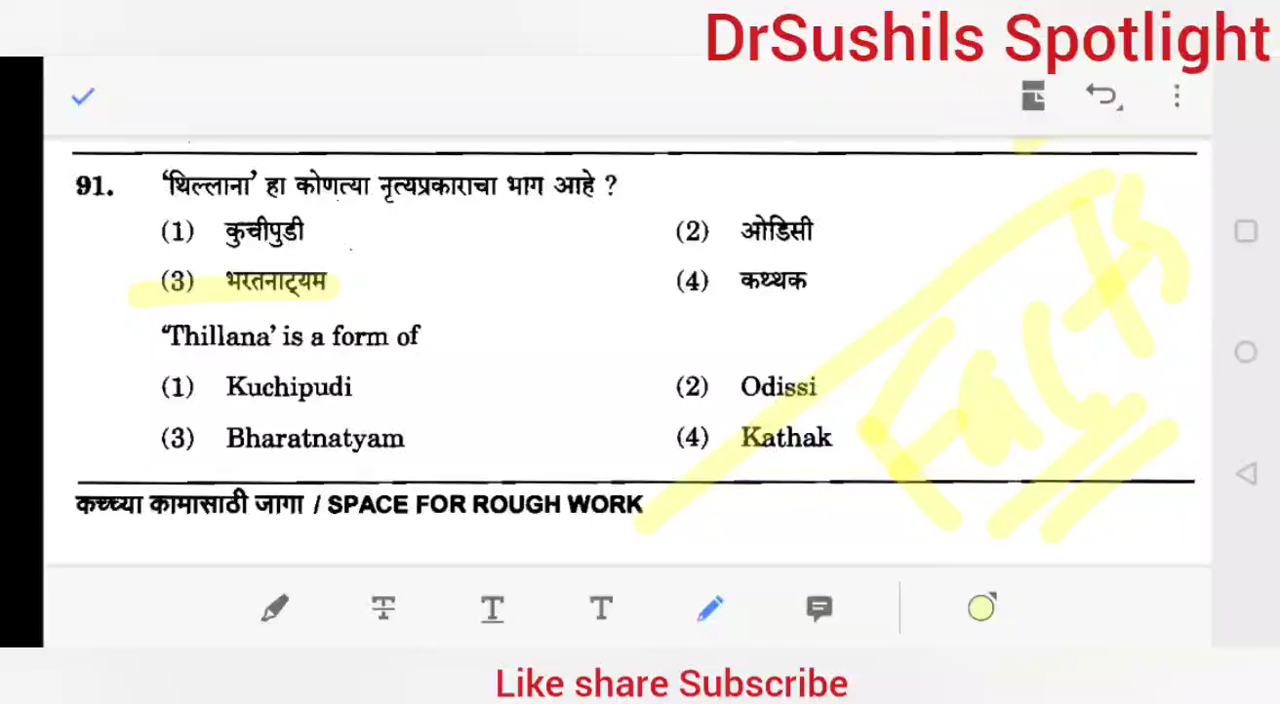 DrSushils Spotlight
91. 'थिल्लाना' हा कोणत्या नृत्यप्रकाराचा भाग आहे ?
(1) कुचीपुडी (2) ओडिसी
(3) भरतनाट्यम (4) कथ्थक
'Thillana' is a form of
(1) Kuchipudi (2) Odissi
(3) Bharatnatyam (4) Kathak
Facts
कच्च्या कामासाठी जागा / SPACE FOR ROUGH WORK
Like share Subscribe